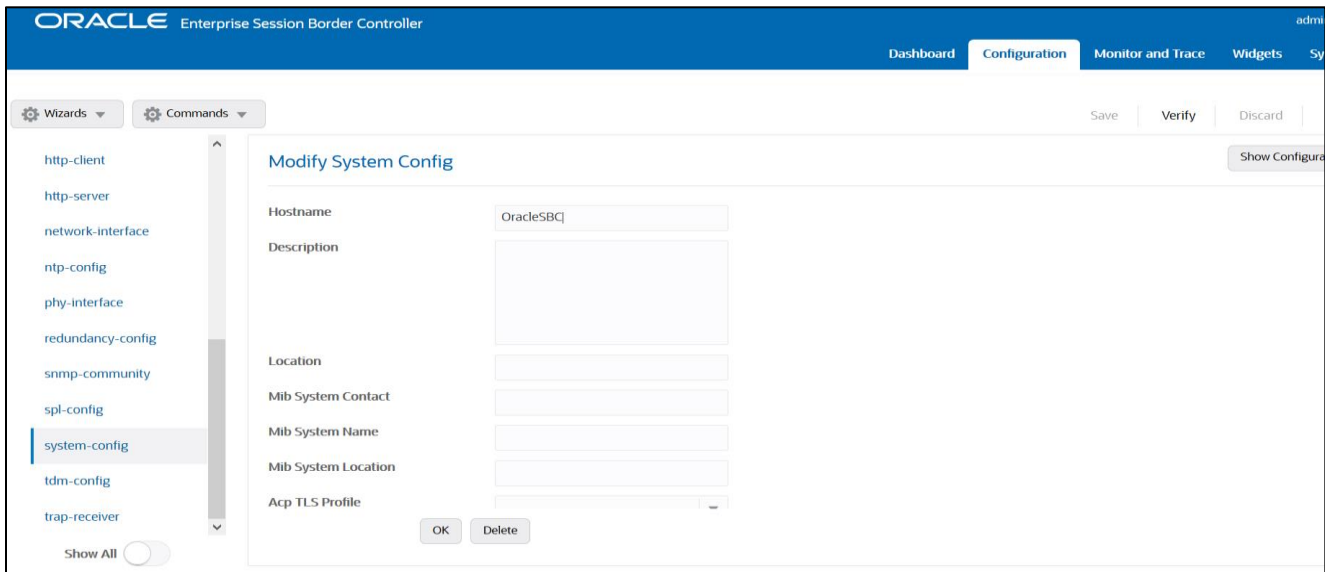 ORACLE Enterprise Session Border Controller
admi
Dashboard Configuration Monitor and Trace Widgets Sy
Wizards Commands Save Verify Discard
http-client
http-server
network-interface
ntp-config
phy-interface
redundancy-config
snmp-community
spl-config
system-config
tdm-config
trap-receiver
Show All
Modify System Config
Show Configura
Hostname OracleSBC
Description
Location
Mib System Contact
Mib System Name
Mib System Location
Acp TLS Profile
OK Delete